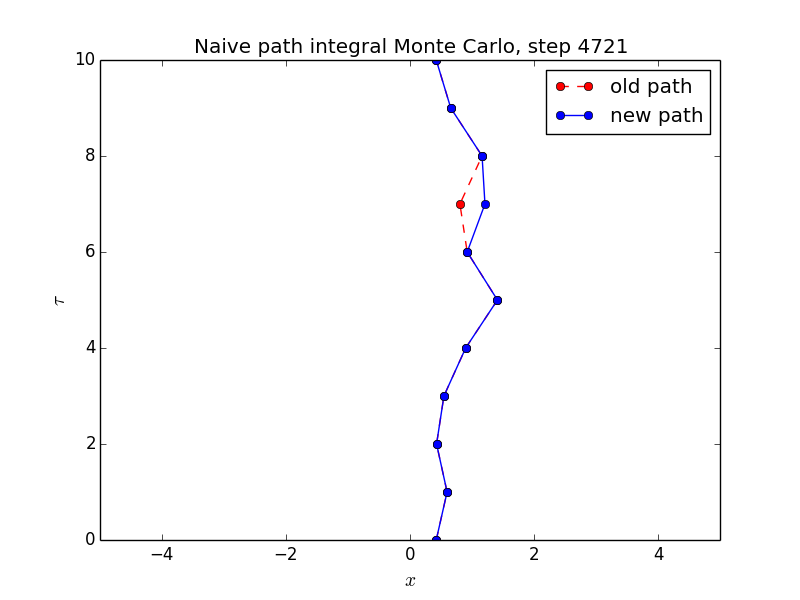 Naive path integral Monte Carlo, step 4721
old path
new path
10
8
6
4
2
0
τ
−4 −2 0 2 4
x